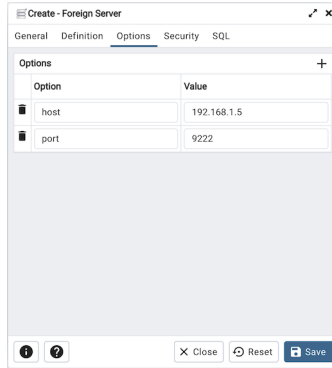 Create - Foreign Server
General Definition Options Security SQL
Options
Option Value
host 192.168.1.5
port 9222
Close Reset Save